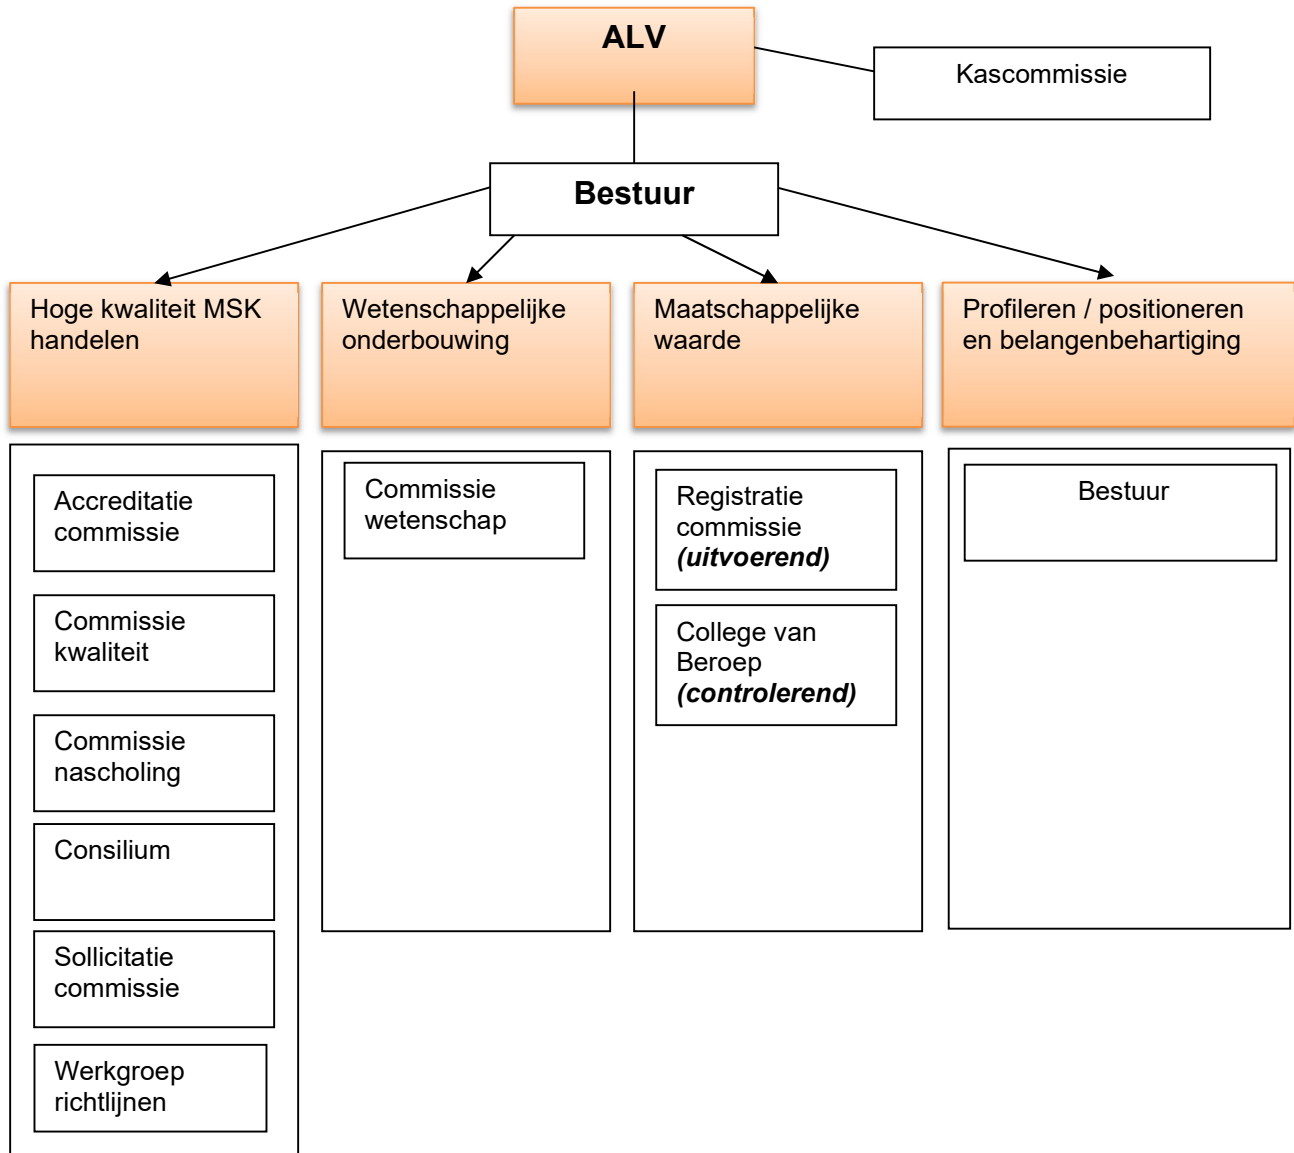 ALV
Kascommissie
Bestuur
Hoge kwaliteit MSK
handelen
Wetenschappelijke
onderbouwing
Maatschappelijke
waarde
Profileren / positioneren
en belangenbehartiging
Accreditatie
commissie
Commissie
kwaliteit
Commissie
nascholing
Consilium
Sollicitatie
commissie
Werkgroep
richtlijnen
Commissie
wetenschap
Registratie
commissie
(uitvoerend)
College van
Beroep
(controlerend)
Bestuur